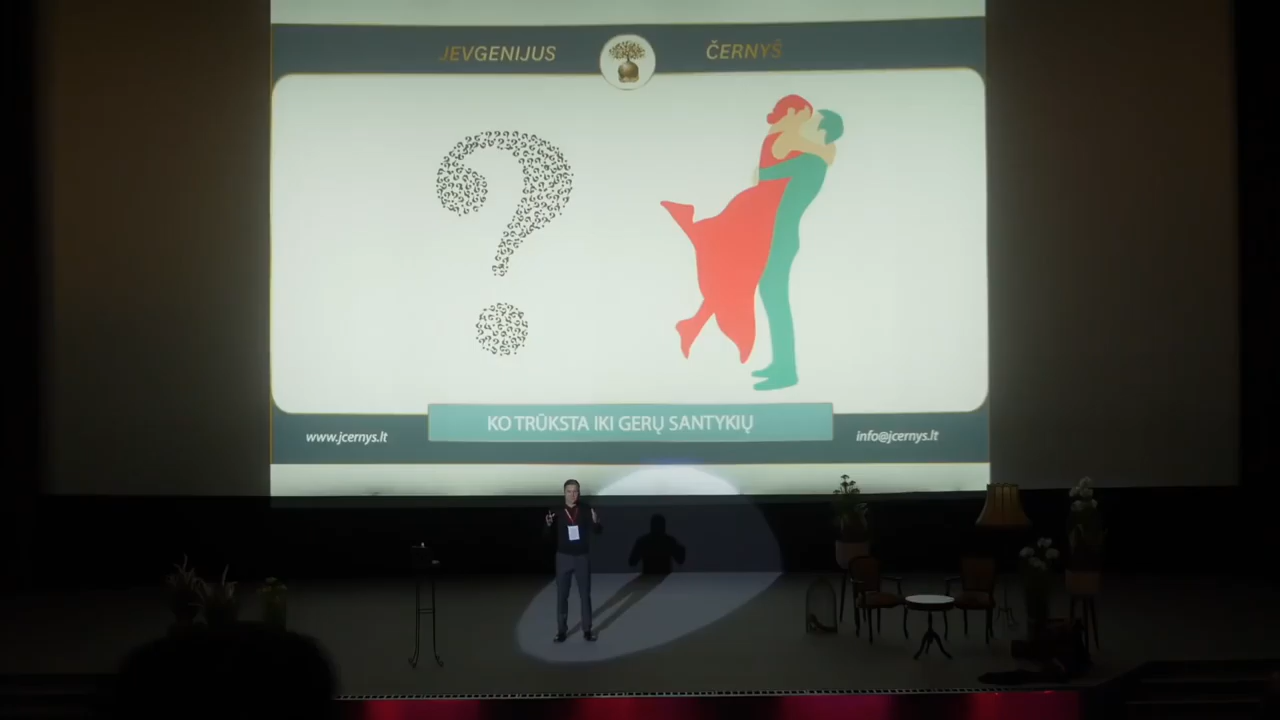 JEVGENIJUS ČERNYŠ
KO TRŪKSTA IKI GERŲ SANTYKIŲ
www.jcernys.lt
info@jcernys.lt